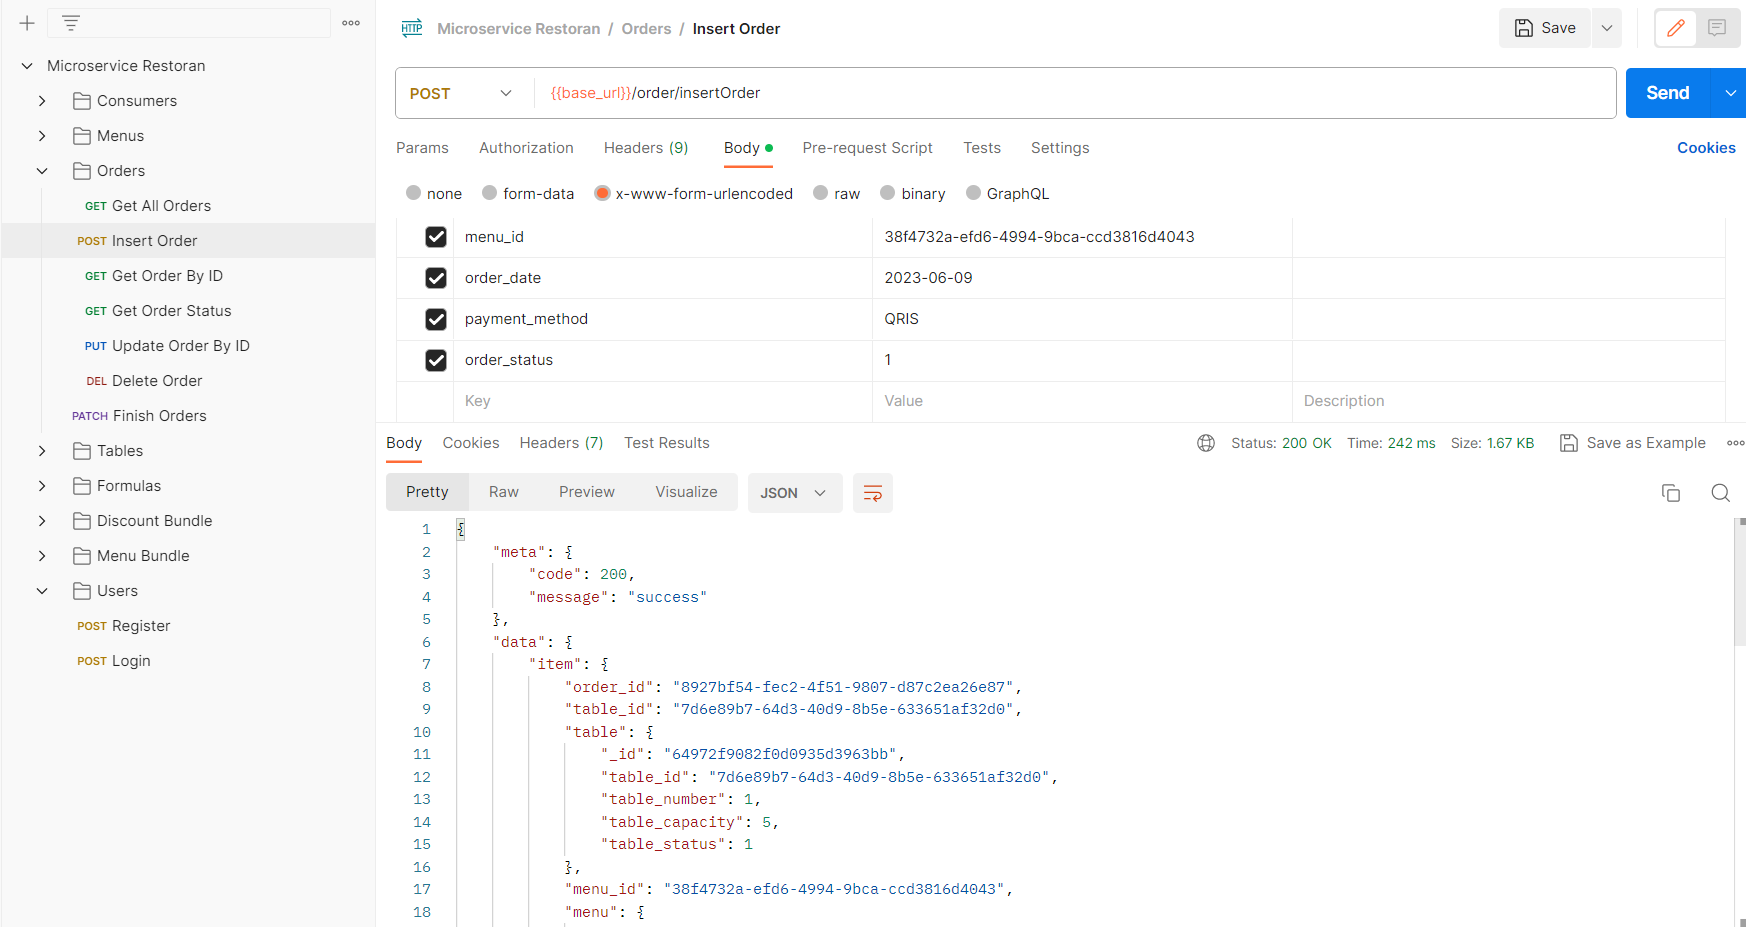 Microservice Restoran / Orders / Insert Order
Save
Microservice Restoran
Consumers
Menus
Orders
GET Get All Orders
POST Insert Order
GET Get Order By ID
GET Get Order Status
PUT Update Order By ID
DEL Delete Order
PATCH Finish Orders
Tables
Formulas
Discount Bundle
Menu Bundle
Users
POST Register
POST Login
HTTP
POST {{base_url}}/order/insertOrder
Send
Params Authorization Headers (9) Body Pre-request Script Tests Settings
Cookies
none form-data x-www-form-urlencoded raw binary GraphQL
menu_id 38f4732a-efd6-4994-9bca-ccd3816d4043
order_date 2023-06-09
payment_method QRIS
order_status 1
Key Value Description
Body Cookies Headers (7) Test Results
Status: 200 OK Time: 242 ms Size: 1.67 KB Save as Example
Pretty Raw Preview Visualize JSON
1 {
2 "meta": {
3 "code": 200,
4 "message": "success"
5 },
6 "data": {
7 "item": {
8 "order_id": "8927bf54-fec2-4f51-9807-d87c2ea26e87",
9 "table_id": "7d6e89b7-64d3-40d9-8b5e-633651af32d0",
10 "table": {
11 "_id": "64972f9082f0d0935d3963bb",
12 "table_id": "7d6e89b7-64d3-40d9-8b5e-633651af32d0",
13 "table_number": 1,
14 "table_capacity": 5,
15 "table_status": 1
16 },
17 "menu_id": "38f4732a-efd6-4994-9bca-ccd3816d4043",
18 "menu": {